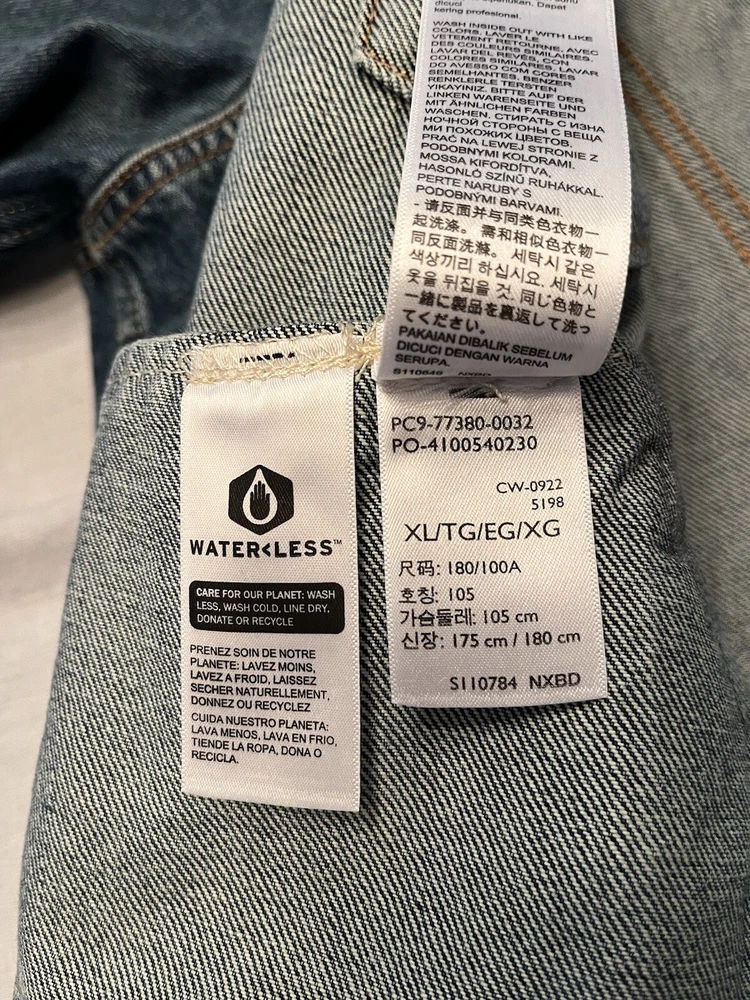 kering profesional.
WASH INSIDE OUT WITH LIKE
COLORS. LAVER LE
VETEMENT RETOURNE, AVEC
DES COULEURS SIMILAIRES.
LAVAR DEL REVÉS, CON
COLORES SIMILARES. LAVAR
DO AVESSO COM CORES
SEMELHANTES. BENZER
RENKLERLE TERSTEN
YIKAYINIZ. BITTE AUF DER
LINKEN WARENSEITE UND
MIT ÄHNLICHEN FARBEN
WASCHEN. СТИРАТЬ С ИЗНА
НОЧНОЙ СТОРОНЫ С ВЕЩА
МИ ПОХОЖИХ ЦВЕТОВ.
PRAĆ NA LEWEJ STRONIE Z
PODOBNYMI KOLORAMI.
MOSSA KIFORDÍTVA,
HASONLÓ SZÍNŰ RUHÁKKAL.
PERTE NARUBY S
PODOBNÝMI BARVAMI.
- 请反面并与同类色衣物一
起洗涤。 需和相似色衣物一
同反面洗滌。 세탁시 같은
색상끼리 하십시요. 세탁시
옷을 뒤집을 것. 同じ色物と
一緒に製品を裏返して洗っ
てください。
PAKAIAN DIBALIK SEBELUM
DICUCI DENGAN WARNA
SERUPA.
S110649 NXBD
WATER<LESS™
CARE FOR OUR PLANET: WASH
LESS, WASH COLD, LINE DRY,
DONATE OR RECYCLE
PRENEZ SOIN DE NOTRE
PLANETE: LAVEZ MOINS,
LAVEZ A FROID, LAISSEZ
SECHER NATURELLEMENT,
DONNEZ OU RECYCLEZ
CUIDA NUESTRO PLANETA:
LAVA MENOS, LAVA EN FRIO,
TIENDE LA ROPA, DONA O
RECICLA.
PC9-77380-0032
PO-4100540230
CW-0922
5198
XL/TG/EG/XG
尺码: 180/100A
호칭: 105
가슴둘레: 105 cm
신장: 175 cm / 180 cm
S110784 NXBD